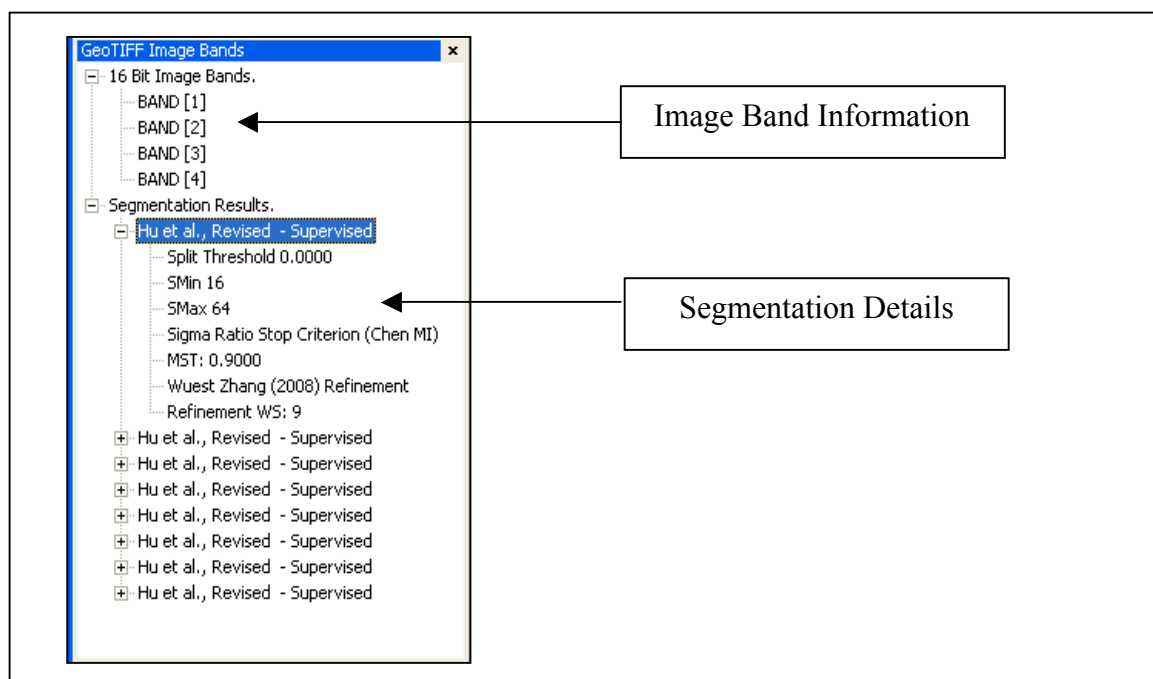 GeoTIFF Image Bands
16 Bit Image Bands.
BAND [1]
BAND [2]
BAND [3]
BAND [4]
Segmentation Results.
Hu et al., Revised - Supervised
Split Threshold 0.0000
SMin 16
SMax 64
Sigma Ratio Stop Criterion (Chen MI)
MST: 0.9000
Wuest Zhang (2008) Refinement
Refinement WS: 9
Hu et al., Revised - Supervised
Hu et al., Revised - Supervised
Hu et al., Revised - Supervised
Hu et al., Revised - Supervised
Hu et al., Revised - Supervised
Hu et al., Revised - Supervised
Hu et al., Revised - Supervised
Image Band Information
Segmentation Details